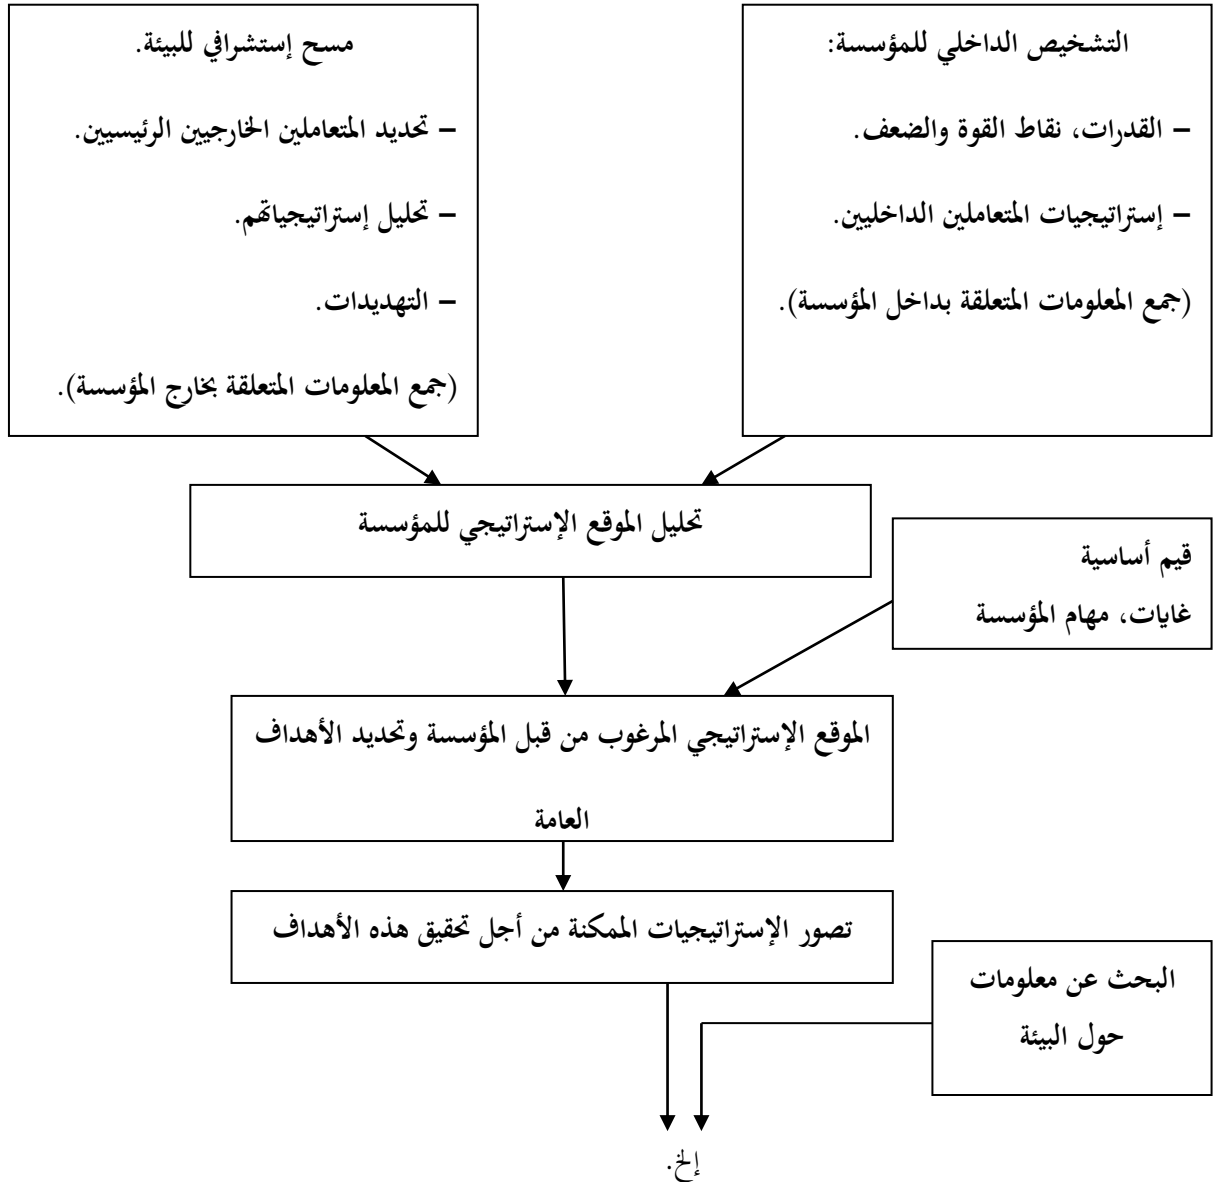 التشخيص الداخلي للمؤسسة:
– القدرات، نقاط القوة والضعف.
– إستراتيجيات المتعاملين الداخليين.
(جمع المعلومات المتعلقة بداخل المؤسسة).
مسح إستشرافي للبيئة.
– تحديد المتعاملين الخارجيين الرئيسيين.
– تحليل إستراتيجياتهم.
– التهديدات.
(جمع المعلومات المتعلقة بخارج المؤسسة).
تحليل الموقع الإستراتيجي للمؤسسة
قيم أساسية
غايات، مهام المؤسسة
الموقع الإستراتيجي المرغوب من قبل المؤسسة وتحديد الأهداف
العامة
تصور الإستراتيجيات الممكنة من أجل تحقيق هذه الأهداف
البحث عن معلومات
حول البيئة
إلخ.